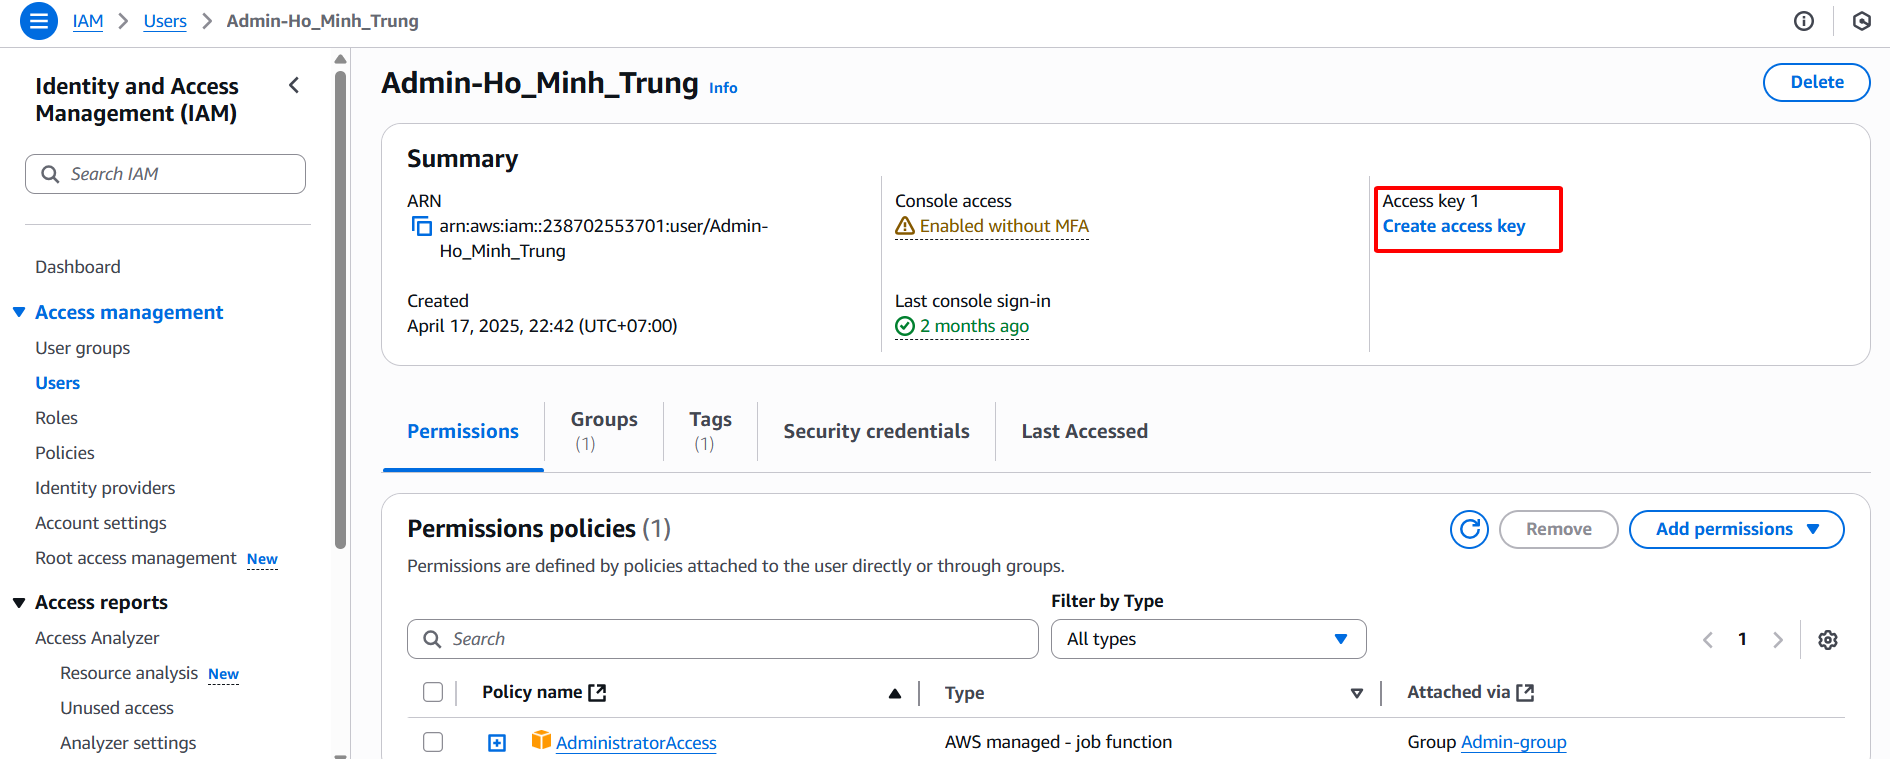 IAM > Users > Admin-Ho_Minh_Trung
Identity and Access
Management (IAM)
Search IAM
Dashboard
Access management
User groups
Users
Roles
Policies
Identity providers
Account settings
Root access management New
Access reports
Access Analyzer
Resource analysis New
Unused access
Analyzer settings
Admin-Ho_Minh_Trung Info
Delete
Summary
ARN
arn:aws:iam::238702553701:user/Admin-
Ho_Minh_Trung
Console access
Enabled without MFA
Access key 1
Create access key
Created
April 17, 2025, 22:42 (UTC+07:00)
Last console sign-in
2 months ago
Permissions
Groups
(1)
Tags
(1)
Security credentials
Last Accessed
Permissions policies (1)
Remove
Add permissions
Permissions are defined by policies attached to the user directly or through groups.
Filter by Type
Search
All types
1
Policy name
Type
Attached via
AdministratorAccess
AWS managed - job function
Group Admin-group